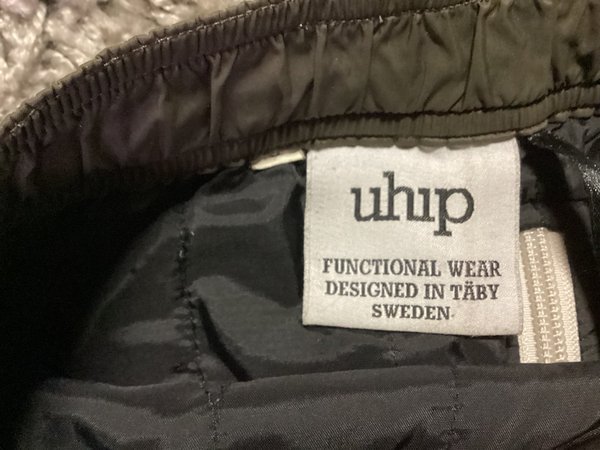 uhip
FUNCTIONAL WEAR
DESIGNED IN TÄBY
SWEDEN